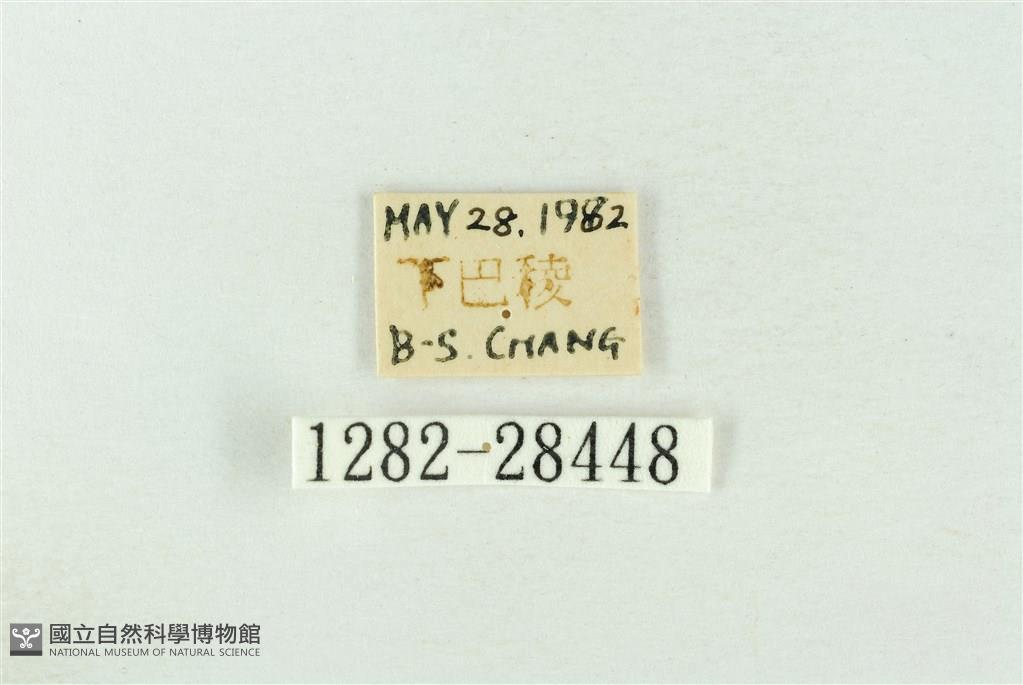 MAY 28. 1982
下巴稜
B-S. CHANG
1282-28448
國立自然科學博物館
NATIONAL MUSEUM OF NATURAL SCIENCE